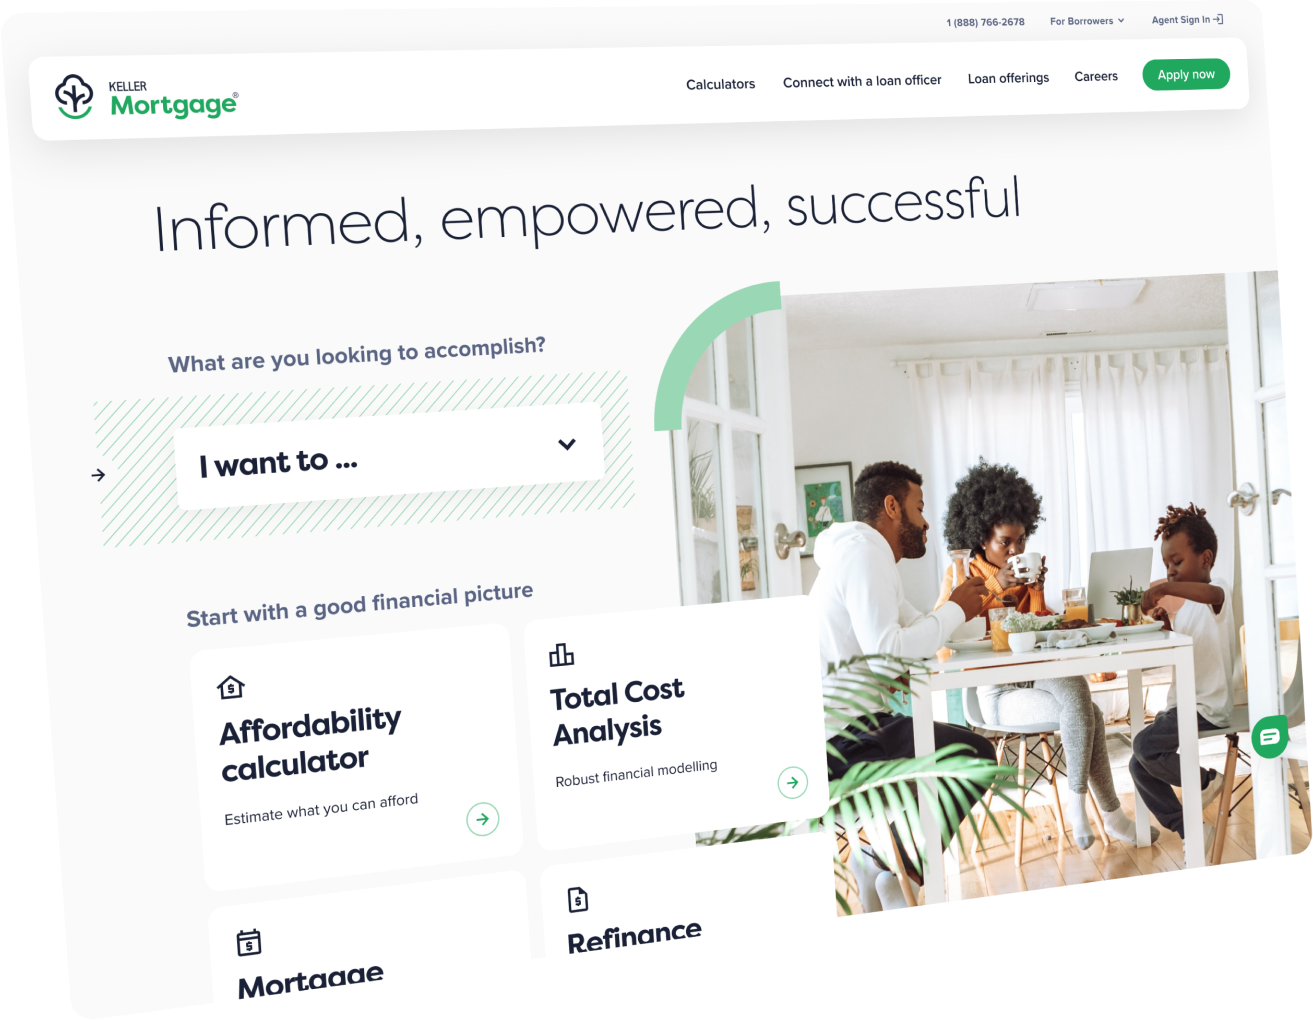 1 (888) 766-2678 For Borrowers Agent Sign In
KELLER
Mortgage®
Calculators Connect with a loan officer Loan offerings Careers Apply now
Informed, empowered, successful
What are you looking to accomplish?
I want to ...
Start with a good financial picture
Affordability
calculator
Estimate what you can afford
Total Cost
Analysis
Robust financial modelling
Mortgage
Refinance